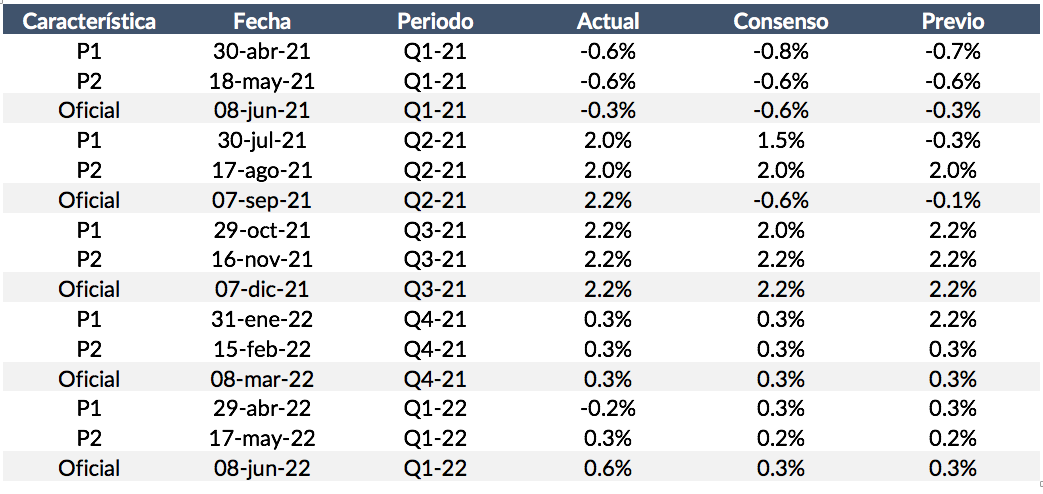 Característica Fecha Periodo Actual Consenso Previo
P1 30-abr-21 Q1-21 -0.6% -0.8% -0.7%
P2 18-may-21 Q1-21 -0.6% -0.6% -0.6%
Oficial 08-jun-21 Q1-21 -0.3% -0.6% -0.3%
P1 30-jul-21 Q2-21 2.0% 1.5% -0.3%
P2 17-ago-21 Q2-21 2.0% 2.0% 2.0%
Oficial 07-sep-21 Q2-21 2.2% -0.6% -0.1%
P1 29-oct-21 Q3-21 2.2% 2.0% 2.2%
P2 16-nov-21 Q3-21 2.2% 2.2% 2.2%
Oficial 07-dic-21 Q3-21 2.2% 2.2% 2.2%
P1 31-ene-22 Q4-21 0.3% 0.3% 2.2%
P2 15-feb-22 Q4-21 0.3% 0.3% 0.3%
Oficial 08-mar-22 Q4-21 0.3% 0.3% 0.3%
P1 29-abr-22 Q1-22 -0.2% 0.3% 0.3%
P2 17-may-22 Q1-22 0.3% 0.2% 0.2%
Oficial 08-jun-22 Q1-22 0.6% 0.3% 0.3%